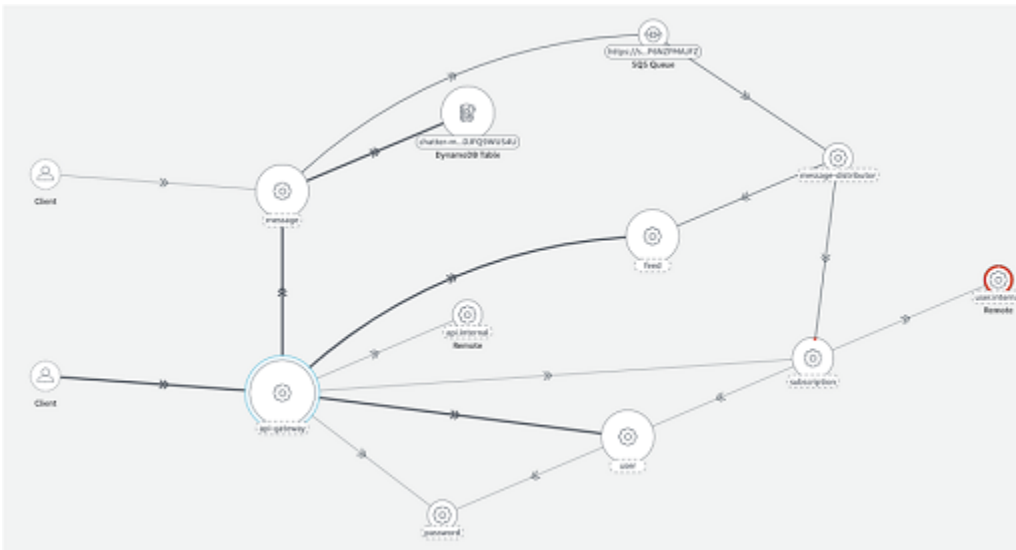 SQS Queue
DynamoDB Table
message-distributor
Client
message
feed
api.internal
Remote
Remote
subscription
Client
api-gateway
user
password